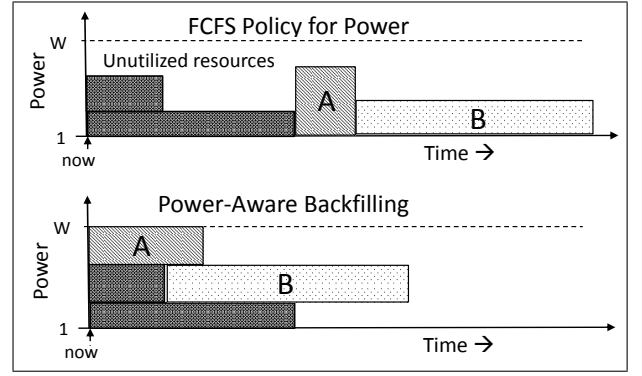 FCFS Policy for Power
W
Unutilized resources
Power
A
B
1
now
Time →
Power-Aware Backfilling
W
A
Power
B
1
now
Time →